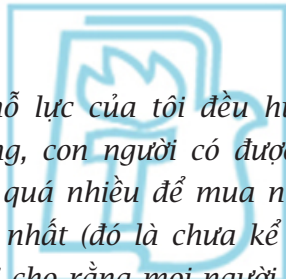 nỗ lực của tôi đều hư
ng, con người có được
quá nhiều để mua n
nhất (đó là chưa kể
cho rằng mọi người